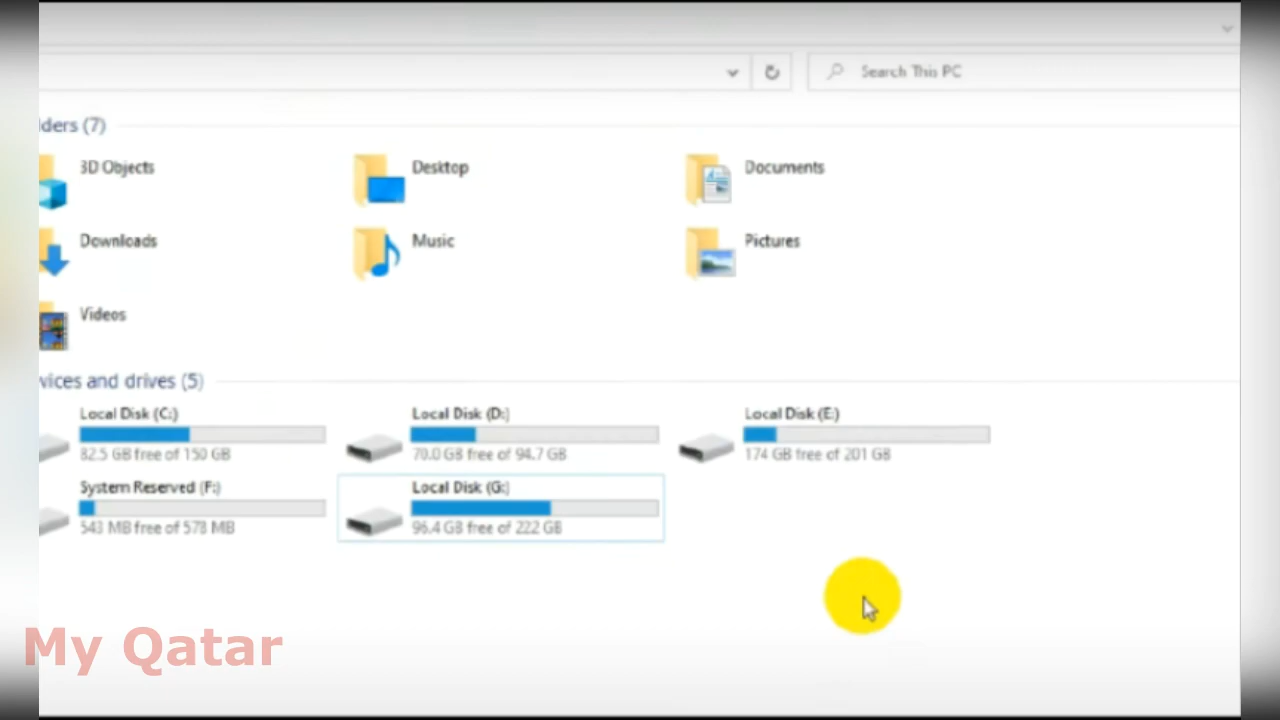 Search This PC
ders (7)
3D Objects
Desktop
Documents
Downloads
Music
Pictures
Videos
vices and drives (5)
Local Disk (C:)
82.5 GB free of 150 GB
Local Disk (D:)
70.0 GB free of 94.7 GB
Local Disk (E:)
174 GB free of 201 GB
System Reserved (F:)
543 MB free of 578 MB
Local Disk (G:)
96.4 GB free of 222 GB
My Qatar